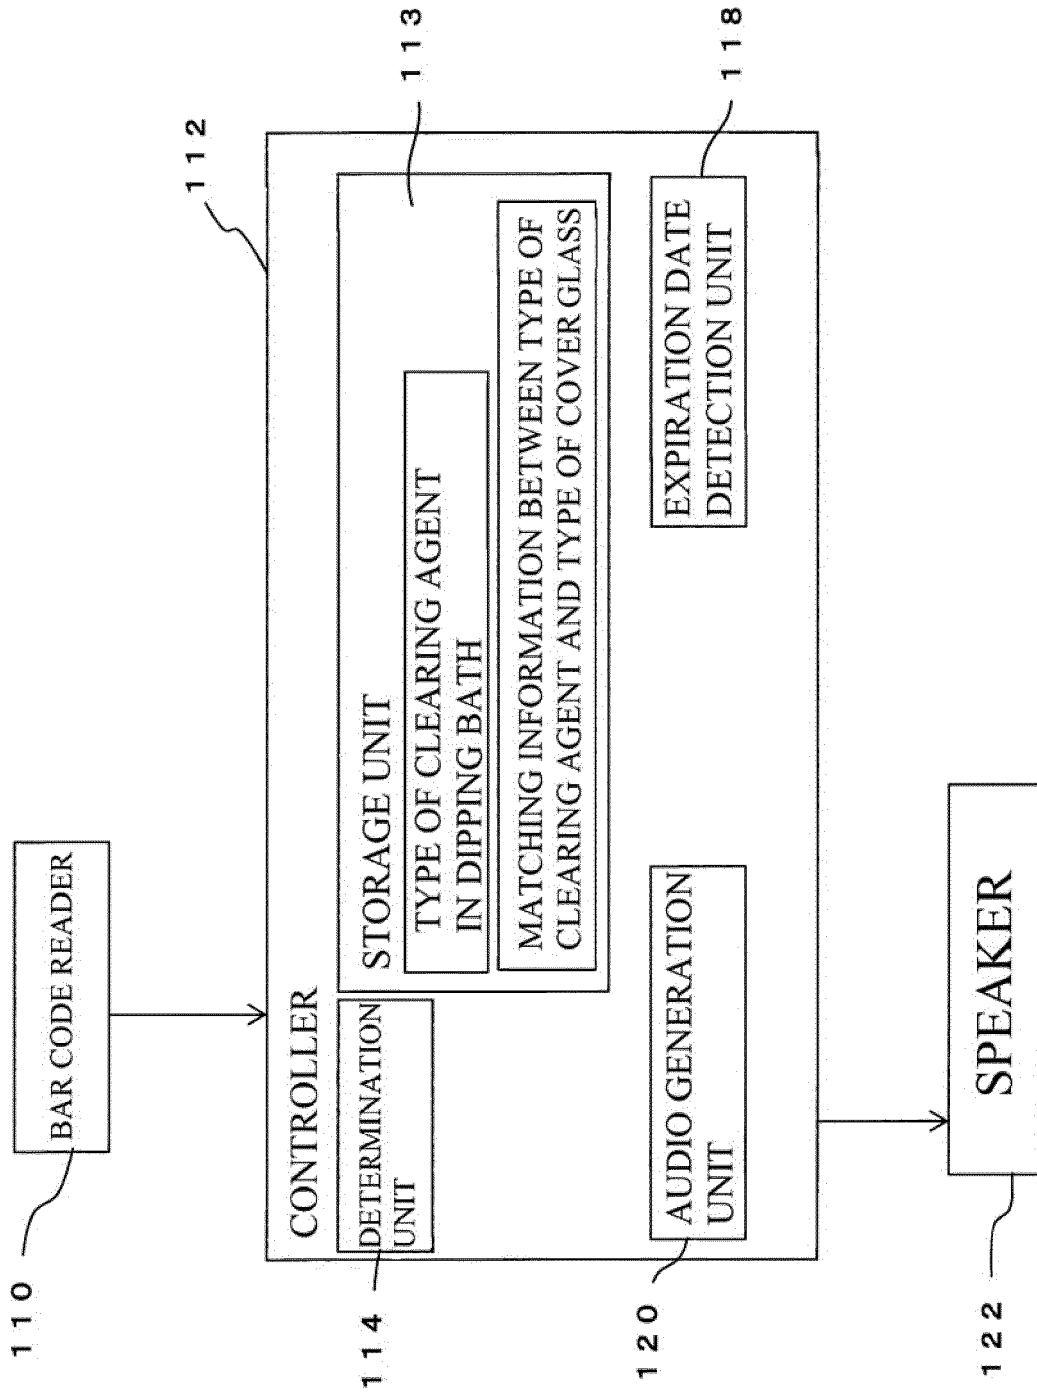 110
BAR CODE READER
112
CONTROLLER
114
DETERMINATION
UNIT
113
STORAGE UNIT
TYPE OF CLEARING AGENT
IN DIPPING BATH
MATCHING INFORMATION BETWEEN TYPE OF
CLEARING AGENT AND TYPE OF COVER GLASS
120
AUDIO GENERATION
UNIT
118
EXPIRATION DATE
DETECTION UNIT
122
SPEAKER